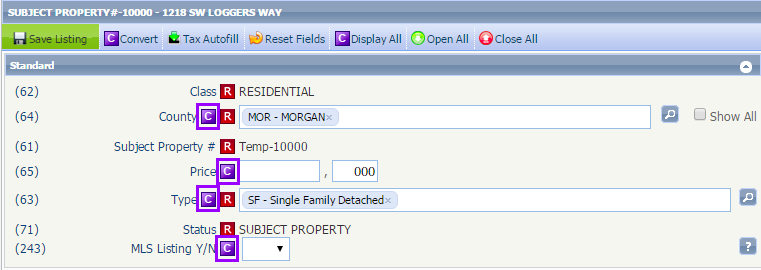 SUBJECT PROPERTY#-10000 - 1218 SW LOGGERS WAY
Save Listing C Convert Tax Autofill Reset Fields C Display All Open All Close All
Standard
(62) Class R RESIDENTIAL
(64) County C R MOR - MORGAN× Show All
(61) Subject Property # R Temp-10000
(65) Price C , 000
(63) Type C R SF - Single Family Detached×
(71) Status R SUBJECT PROPERTY
(243) MLS Listing Y/N C ?